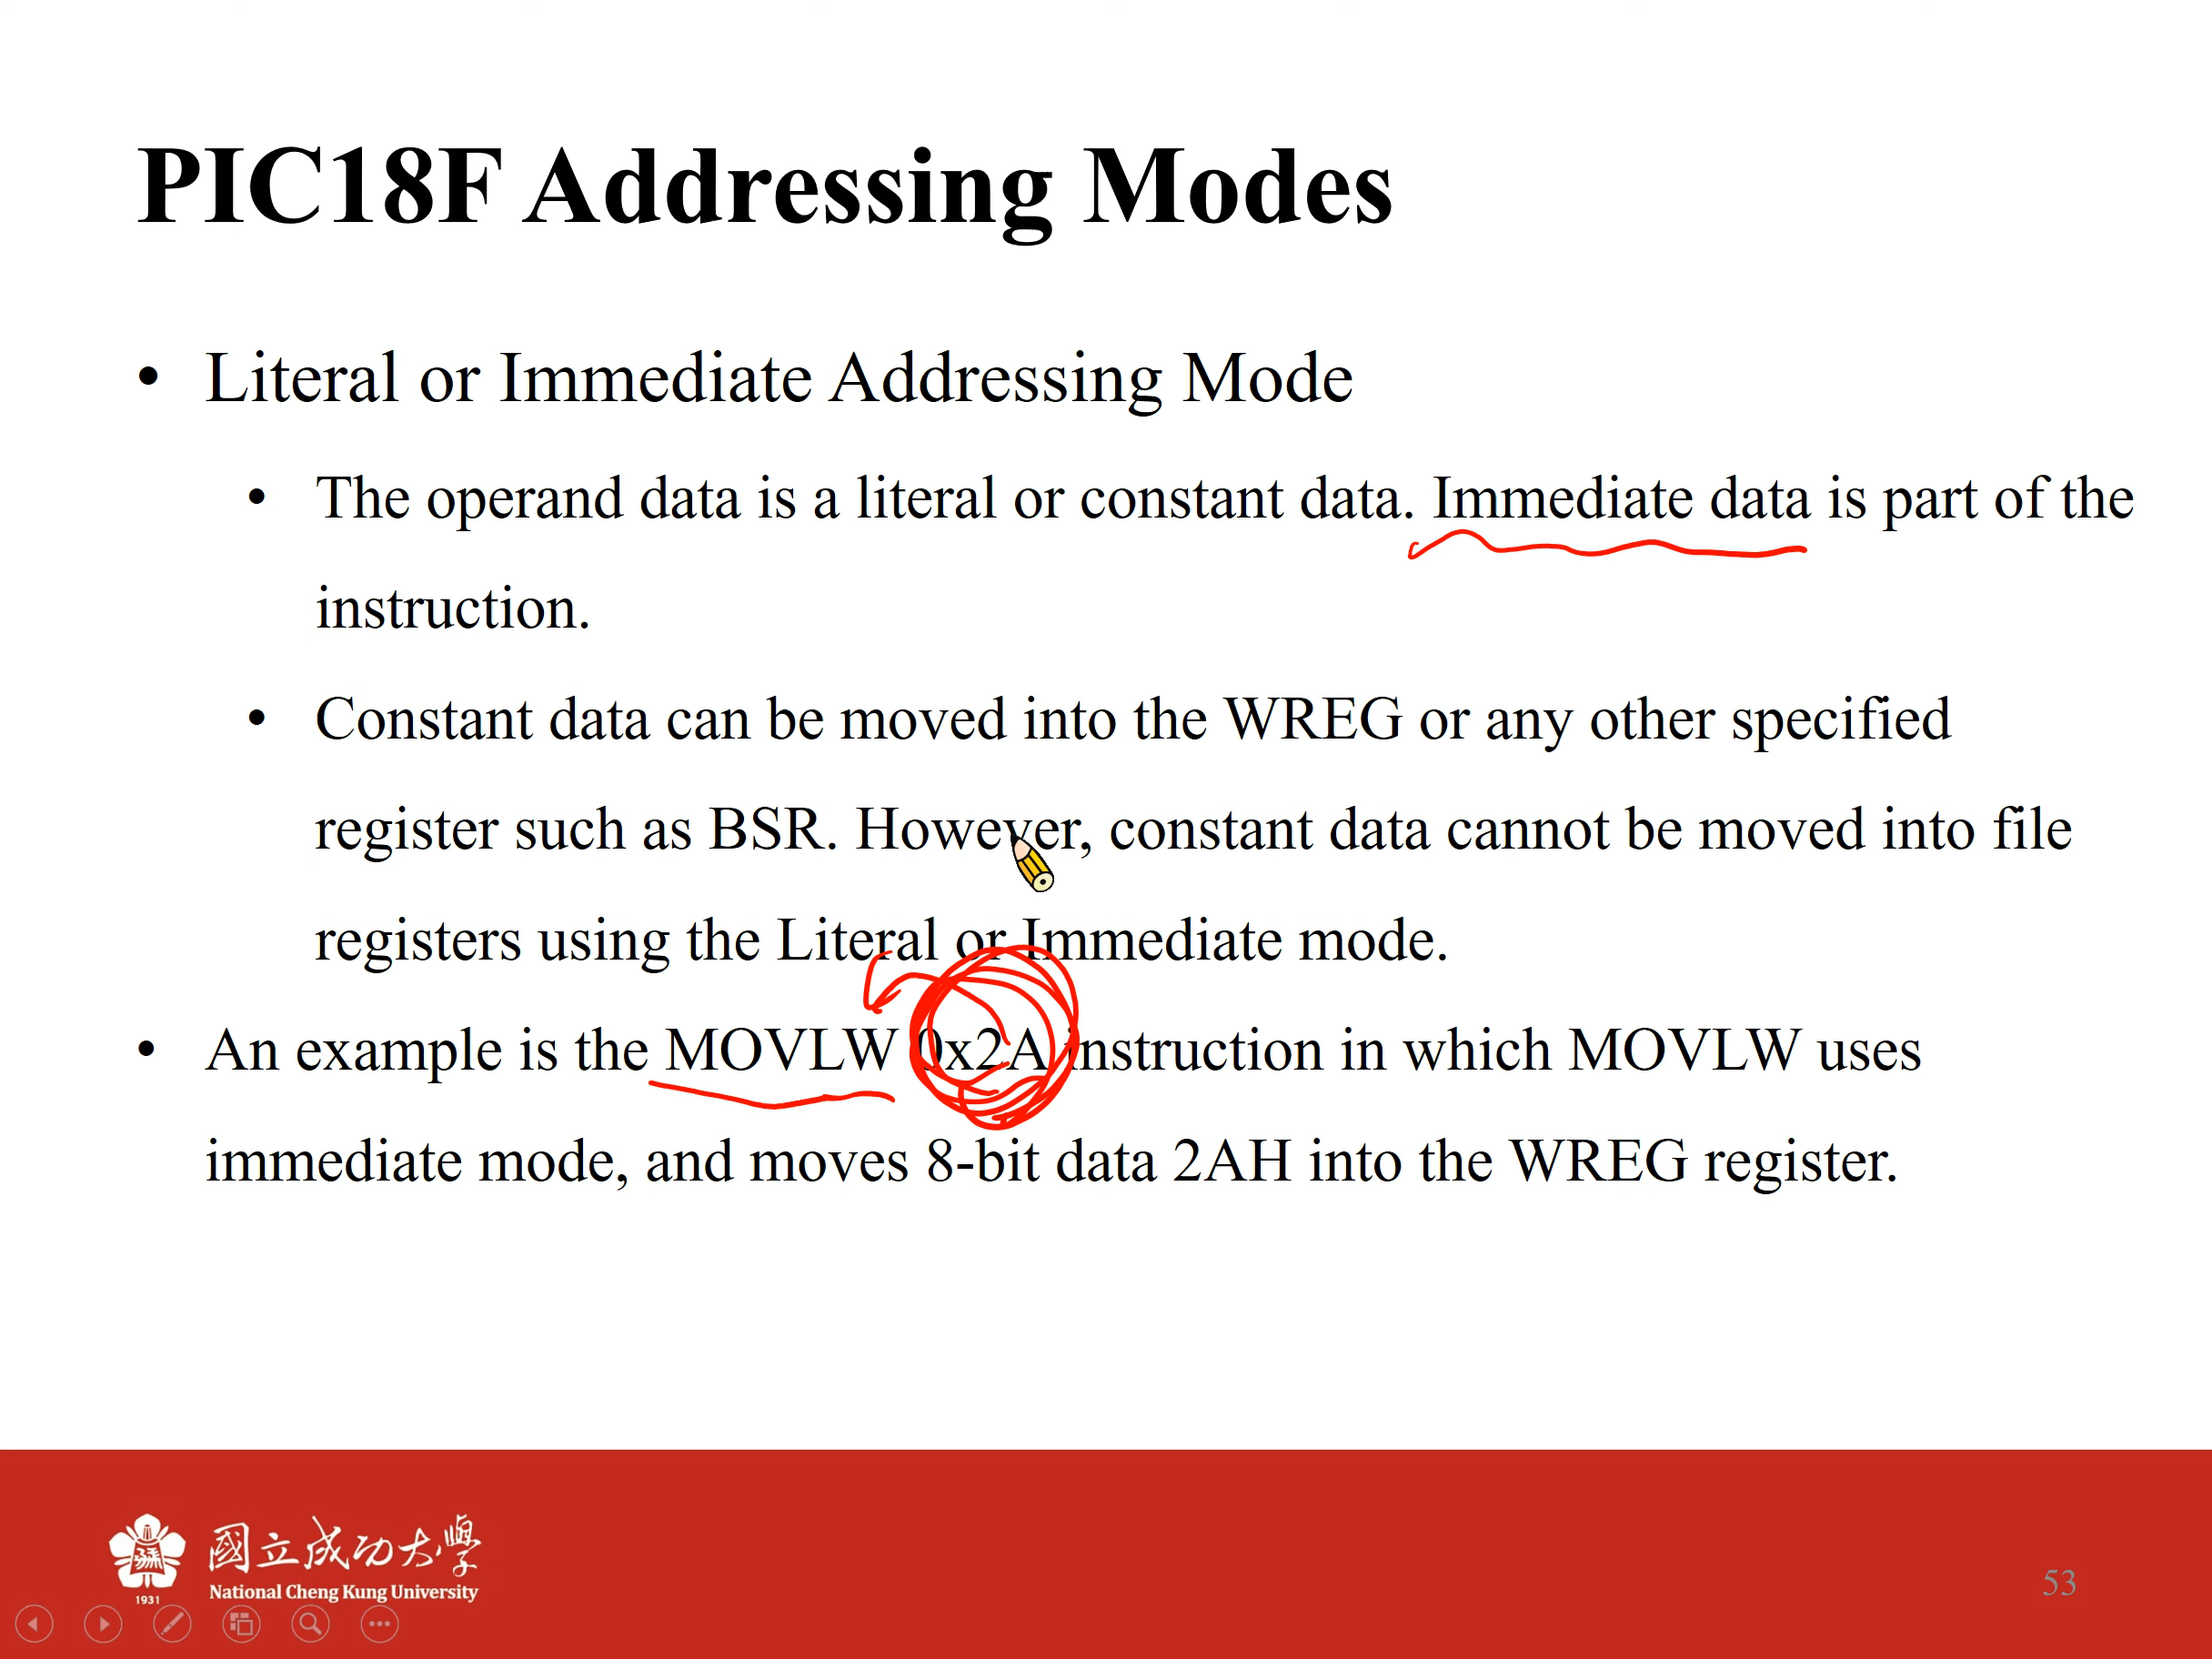 PIC18F Addressing Modes
• Literal or Immediate Addressing Mode
• The operand data is a literal or constant data. Immediate data is part of the
instruction.
• Constant data can be moved into the WREG or any other specified
register such as BSR. However, constant data cannot be moved into file
registers using the Literal or Immediate mode.
• An example is the MOVLW 0x2A instruction in which MOVLW uses
immediate mode, and moves 8-bit data 2AH into the WREG register.
國立成功大學
National Cheng Kung University
1931
53